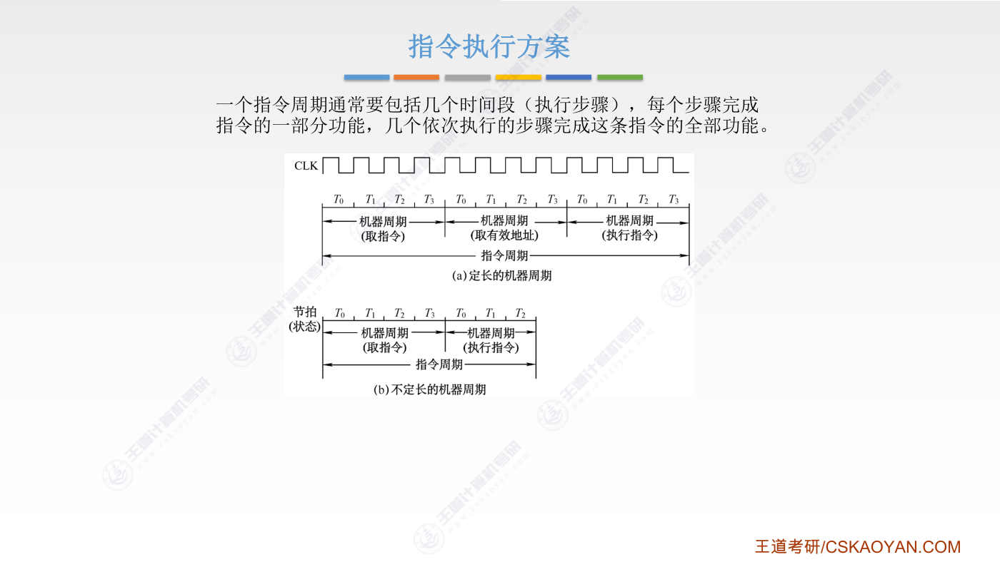 指令执行方案
一个指令周期通常要包括几个时间段（执行步骤），每个步骤完成
指令的一部分功能，几个依次执行的步骤完成这条指令的全部功能。
CLK
T0 T1 T2 T3 T0 T1 T2 T3 T0 T1 T2 T3
机器周期 机器周期 机器周期
(取指令) (取有效地址) (执行指令)
指令周期
(a)定长的机器周期
节拍 T0 T1 T2 T3 T0 T1 T2
(状态)
机器周期 机器周期
(取指令) (执行指令)
指令周期
(b)不定长的机器周期
王道考研/CSKAOYAN.COM